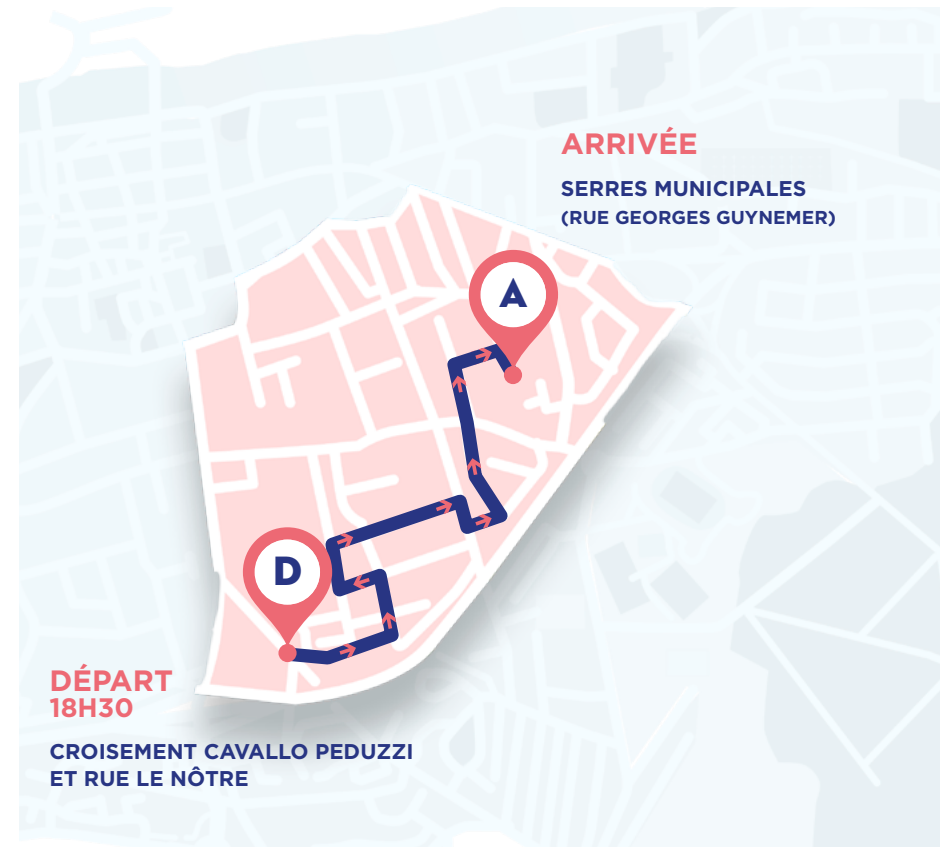 ARRIVÉE
SERRES MUNICIPALES
(RUE GEORGES GUYNEMER)
A
D
DÉPART
18H30
CROISEMENT CAVALLO PEDUZZI
ET RUE LE NÔTRE